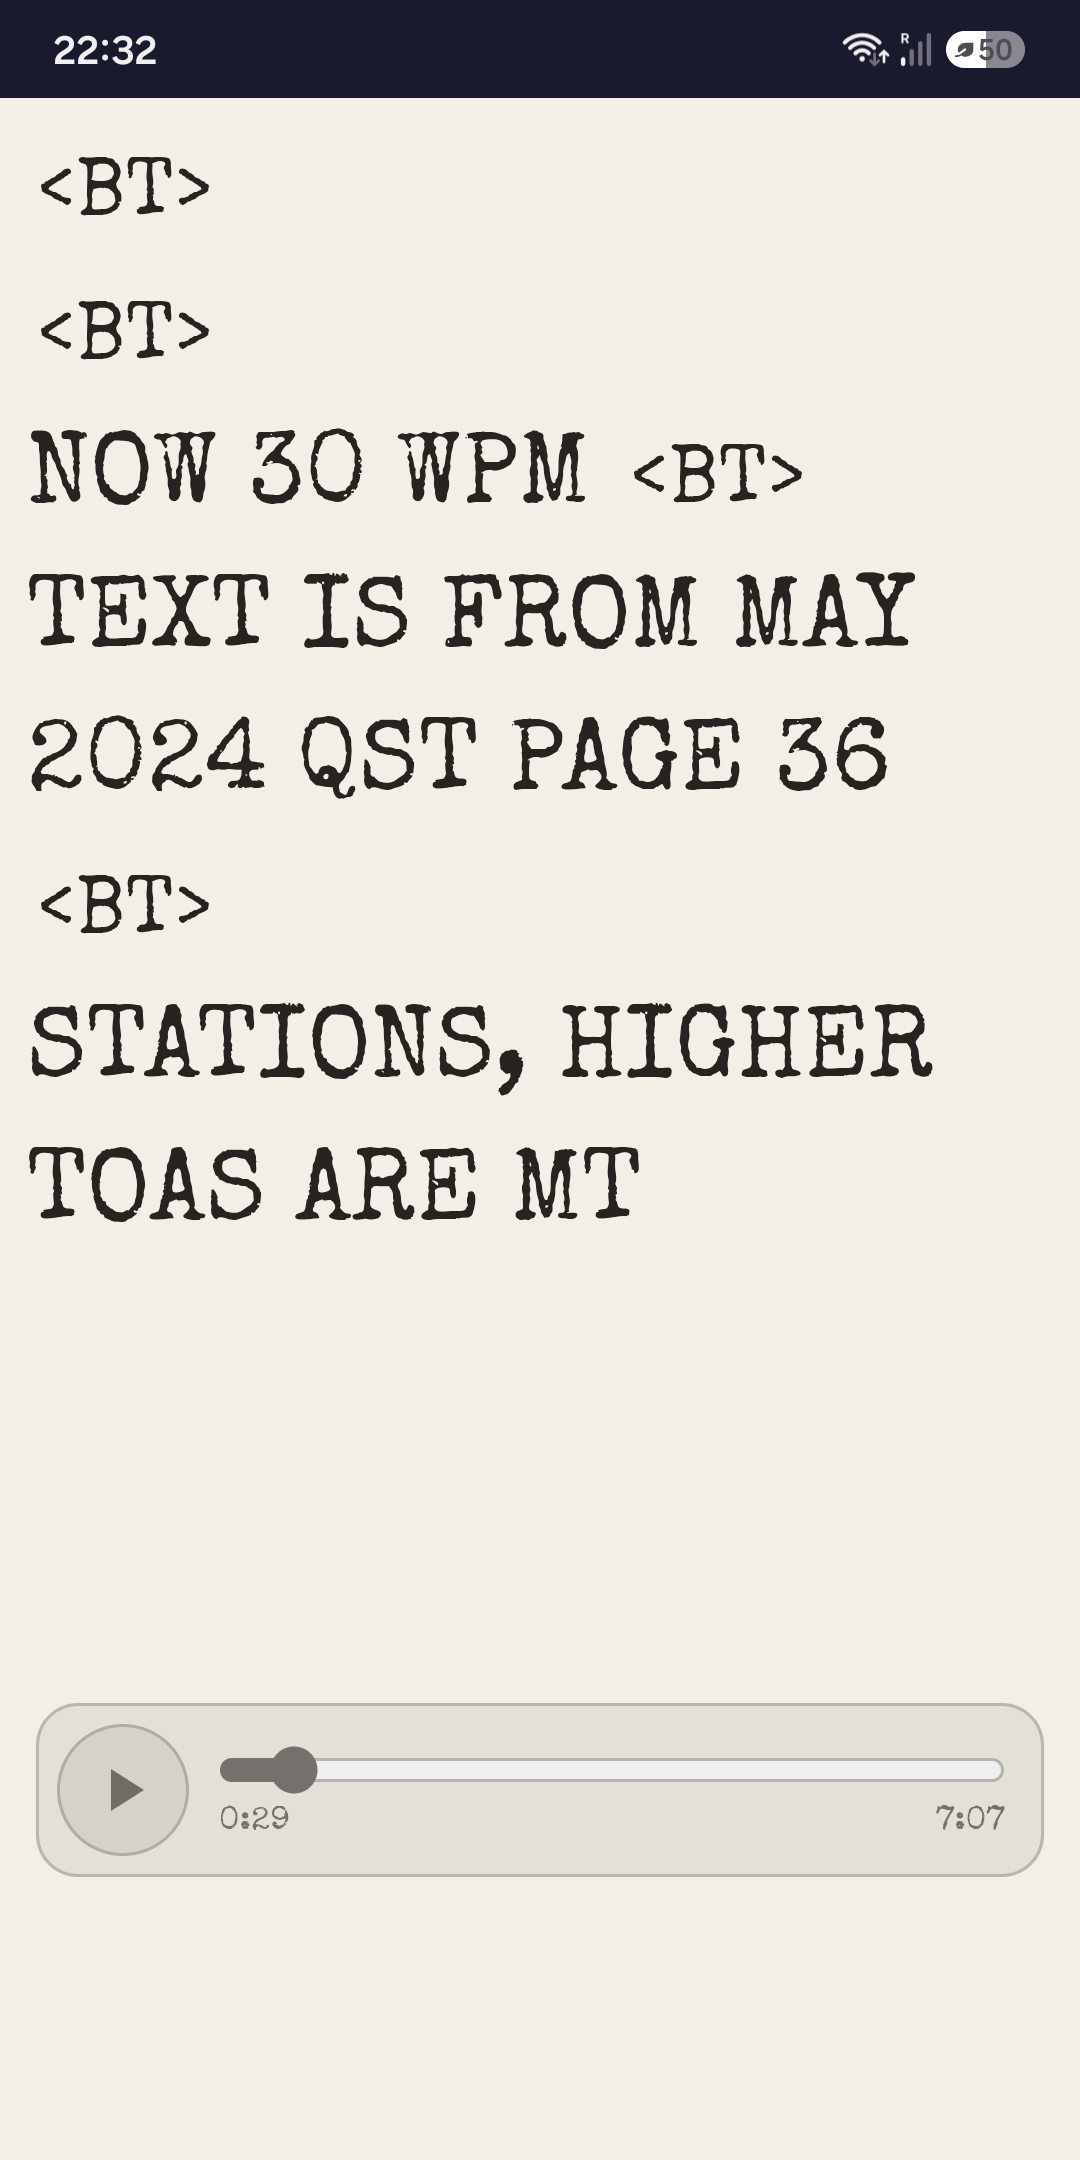 22:32
R
50
<BT>
<BT>
NOW 30 WPM <BT>
TEXT IS FROM MAY
2024 QST PAGE 36
<BT>
STATIONS, HIGHER
TOAS ARE MT
0:29 7:07